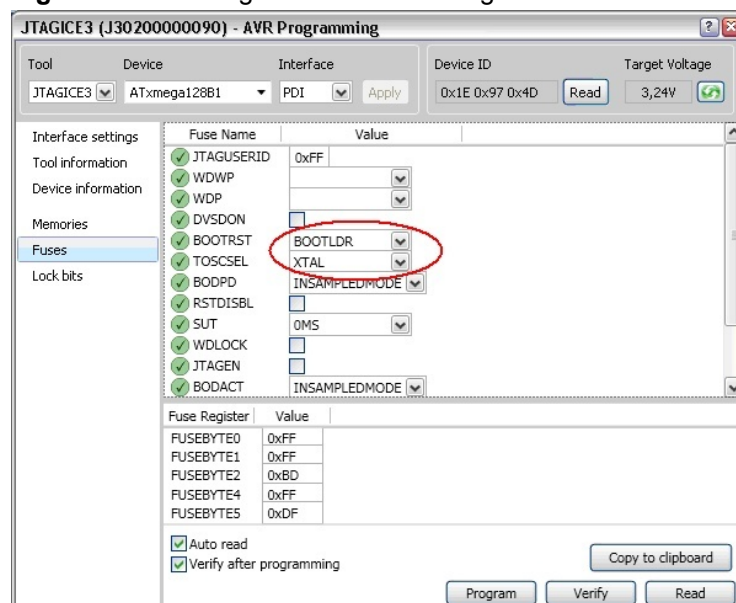 JTAGICE3 (J30200000090) - AVR Programming
Tool Device Interface Device ID Target Voltage
JTAGICE3 ATxmega128B1 PDI Apply 0x1E 0x97 0x4D Read 3,24V
Interface settings
Tool information
Device information
Memories
Fuses
Lock bits
Fuse Name Value
JTAGUSERID 0xFF
WDWP
WDP
DVSDON
BOOTRST BOOTLDR
TOSCSEL XTAL
BODPD INSAMPLEDMODE
RSTDISBL
SUT 0MS
WDLOCK
JTAGEN
BODACT INSAMPLEDMODE
Fuse Register Value
FUSEBYTE0 0xFF
FUSEBYTE1 0xFF
FUSEBYTE2 0xBD
FUSEBYTE4 0xFF
FUSEBYTE5 0xDF
Auto read
Verify after programming
Copy to clipboard
Program Verify Read